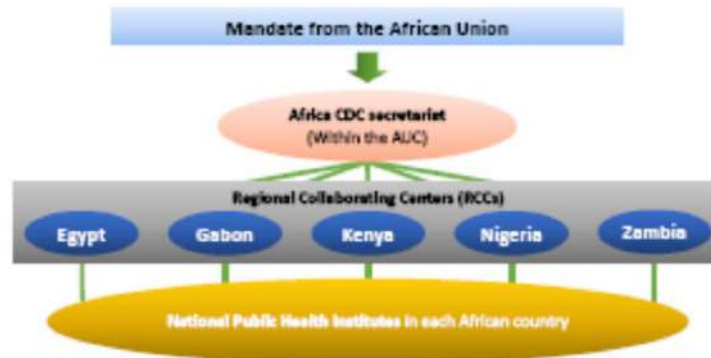 Mandate from the African Union
Africa CDC secretariat
(Within the AUC)
Regional Collaborating Centers (RCCs)
Egypt Gabon Kenya Nigeria Zambia
National Public Health Institutes in each African country